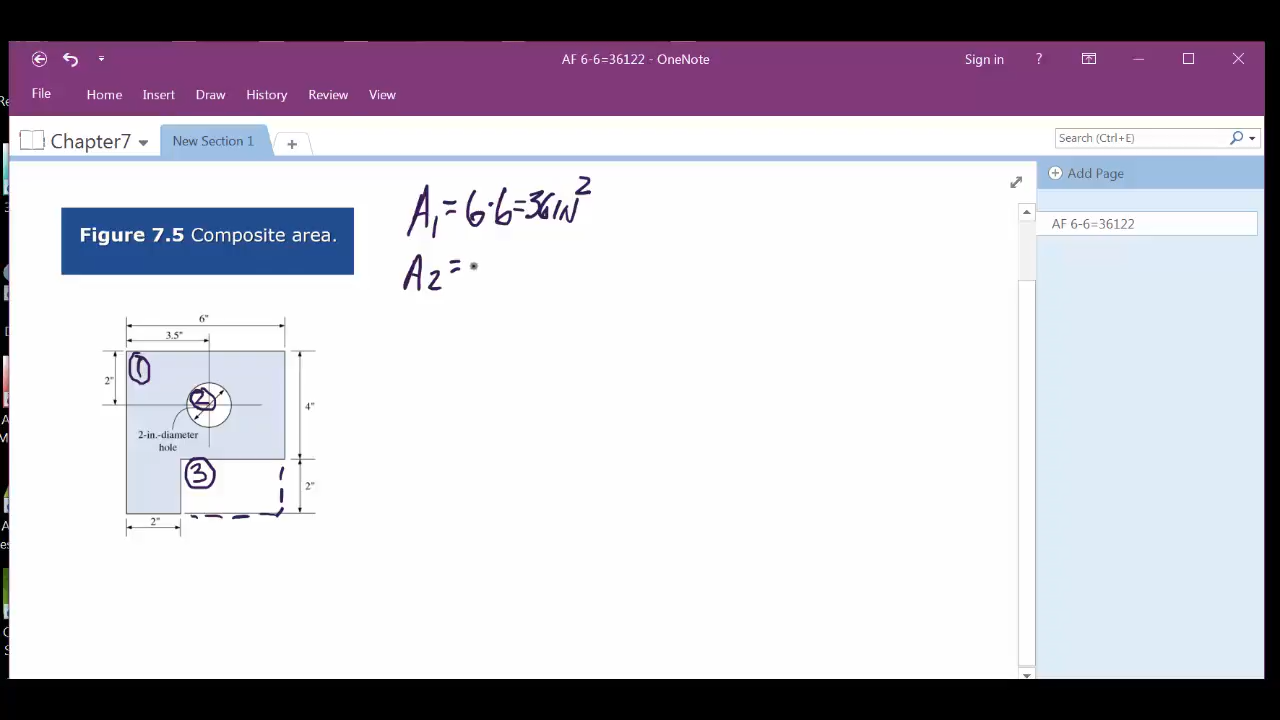 AF 6-6=36122 - OneNote
Sign in
?
File
Home
Insert
Draw
History
Review
View
Chapter7
New Section 1
+
Search (Ctrl+E)
Add Page
AF 6-6=36122
Figure 7.5 Composite area.
A₁ = 6·6=36 IN²
A₂ =
6"
3.5"
①
2"
②
4"
2-in.-diameter
hole
③
2"
2"